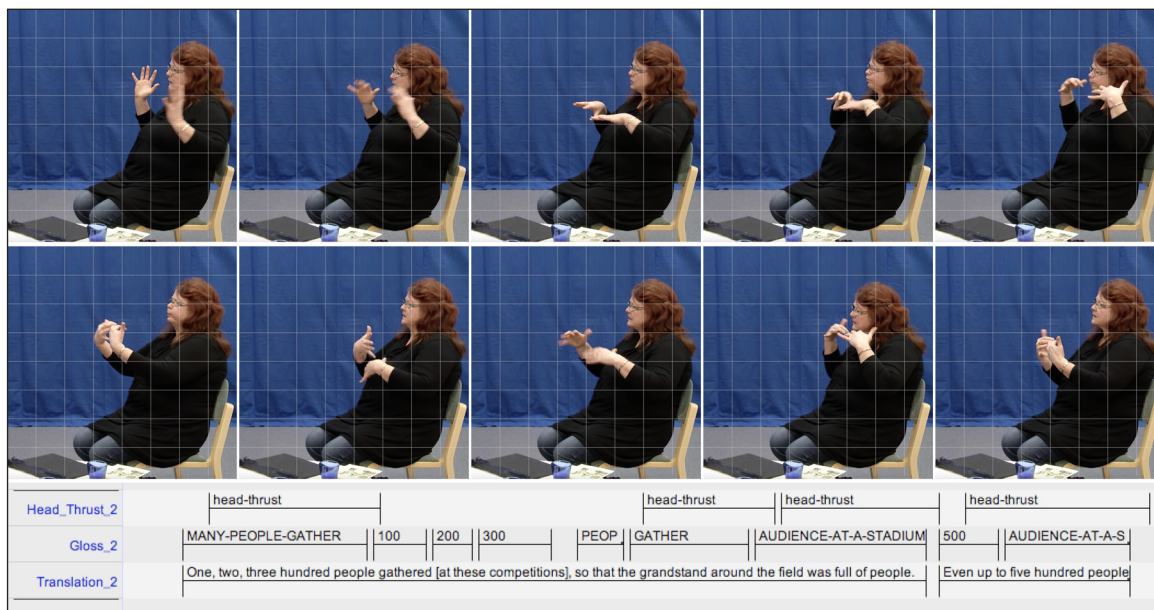 Head_Thrust_2 head-thrust head-thrust head-thrust head-thrust
Gloss_2 MANY-PEOPLE-GATHER 100 200 300 PEOP GATHER AUDIENCE-AT-A-STADIUM 500 AUDIENCE-AT-A-S
Translation_2 One, two, three hundred people gathered [at these competitions], so that the grandstand around the field was full of people. Even up to five hundred people